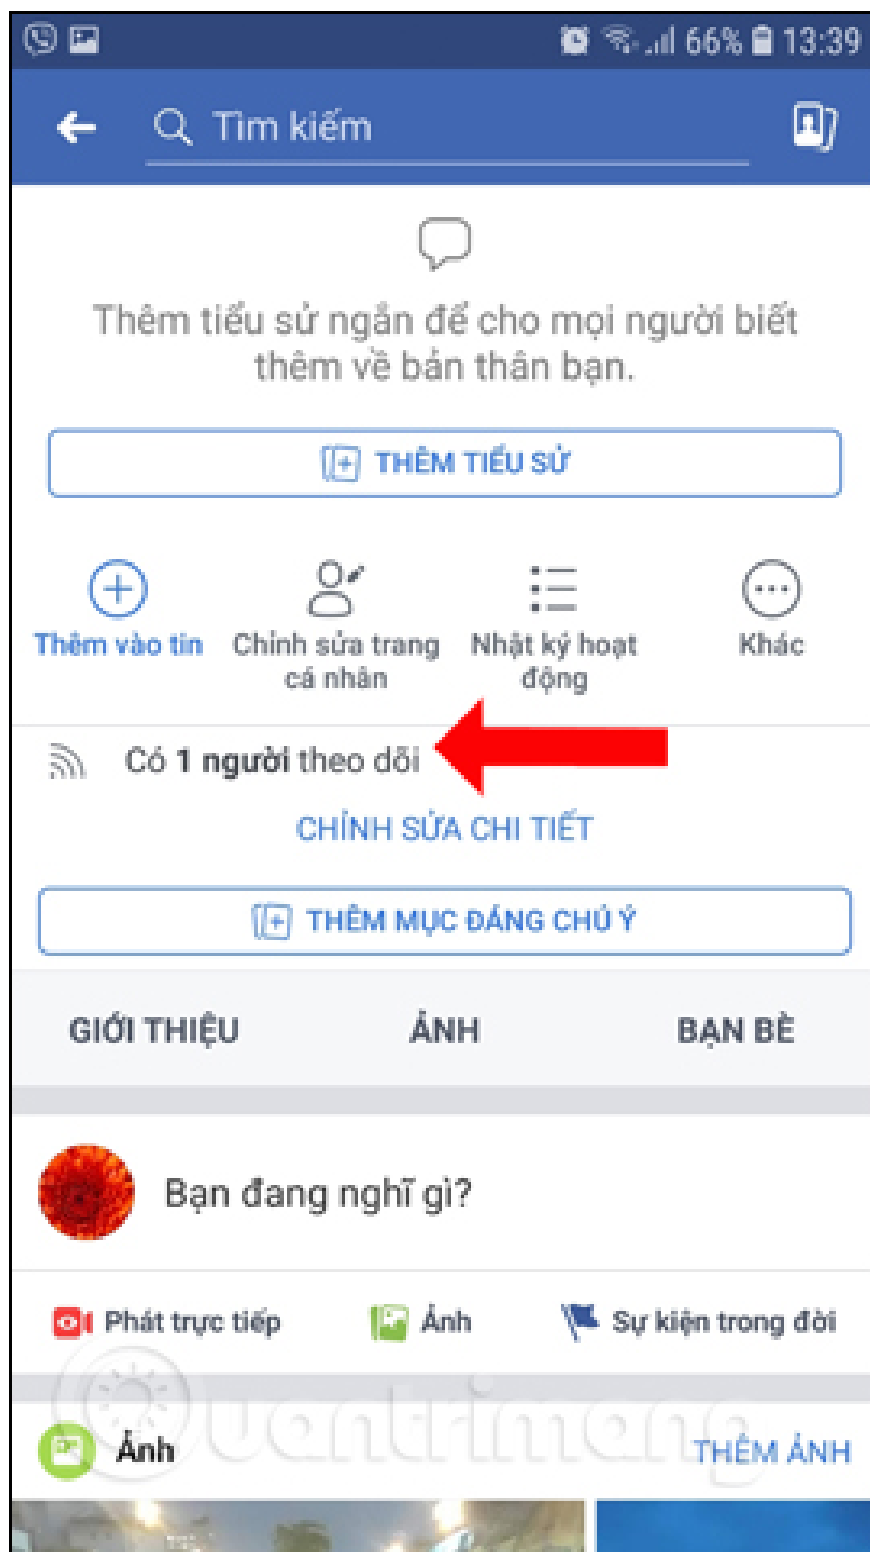 66% 13:39
Tìm kiếm
Thêm tiểu sử ngắn để cho mọi người biết
thêm về bản thân bạn.
THÊM TIỂU SỬ
Thêm vào tin
Chỉnh sửa trang
cá nhân
Nhật ký hoạt
động
Khác
Có 1 người theo dõi
CHỈNH SỬA CHI TIẾT
THÊM MỤC ĐÁNG CHÚ Ý
GIỚI THIỆU ẢNH BẠN BÈ
Bạn đang nghĩ gì?
Phát trực tiếp Ảnh Sự kiện trong đời
Quantrimang
Ảnh THÊM ẢNH